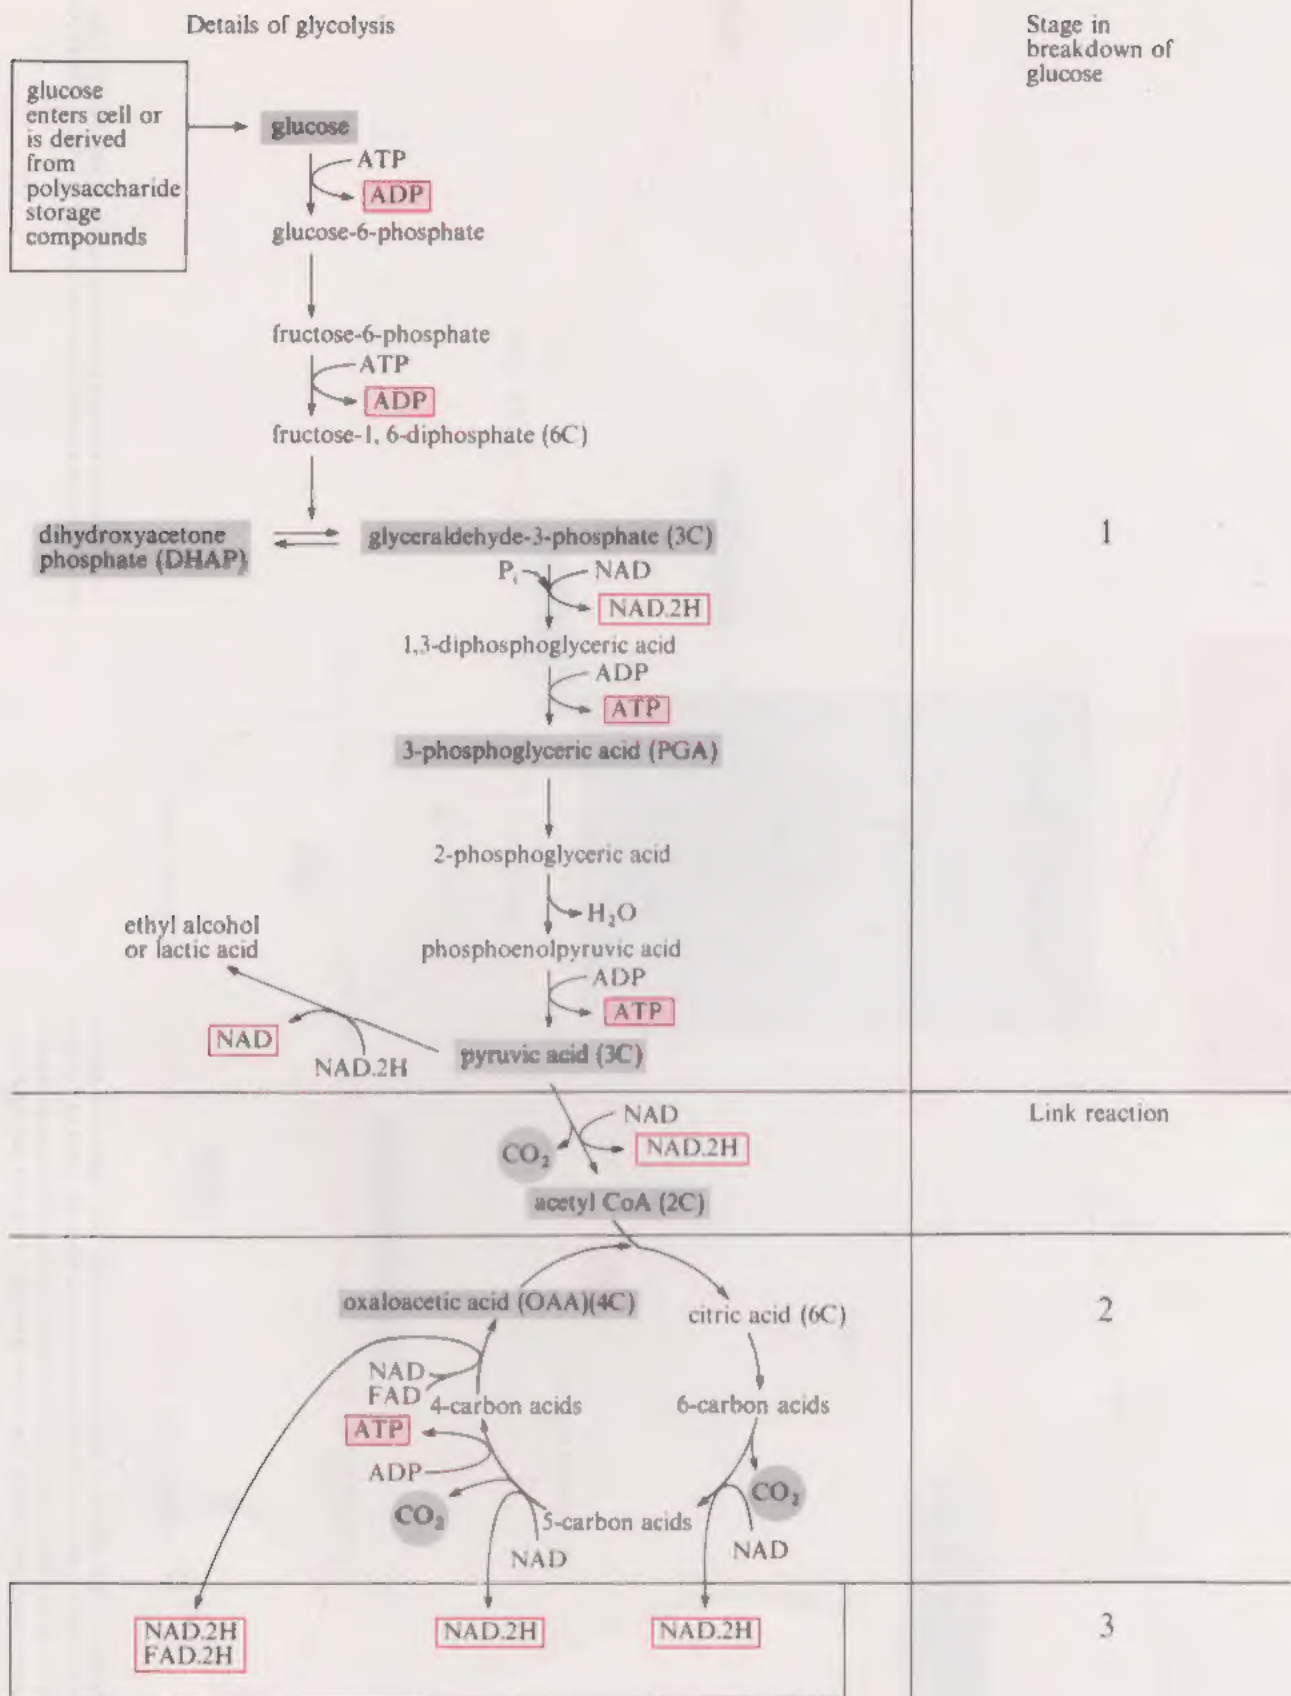 Details of glycolysis
Stage in
breakdown of
glucose
glucose
enters cell or
is derived
from
polysaccharide
storage
compounds
glucose
ATP
ADP
glucose-6-phosphate
fructose-6-phosphate
ATP
ADP
fructose-1, 6-diphosphate (6C)
dihydroxyacetone
phosphate (DHAP)
glyceraldehyde-3-phosphate (3C)
1
Pᵢ
NAD
NAD.2H
1,3-diphosphoglyceric acid
ADP
ATP
3-phosphoglyceric acid (PGA)
2-phosphoglyceric acid
H₂O
ethyl alcohol
or lactic acid
phosphoenolpyruvic acid
ADP
ATP
NAD
NAD.2H
pyruvic acid (3C)
Link reaction
NAD
CO₂
NAD.2H
acetyl CoA (2C)
oxaloacetic acid (OAA)(4C)
citric acid (6C)
2
NAD
FAD
4-carbon acids
6-carbon acids
ATP
ADP
CO₂
CO₂
5-carbon acids
NAD
NAD
NAD.2H
FAD.2H
NAD.2H
NAD.2H
3